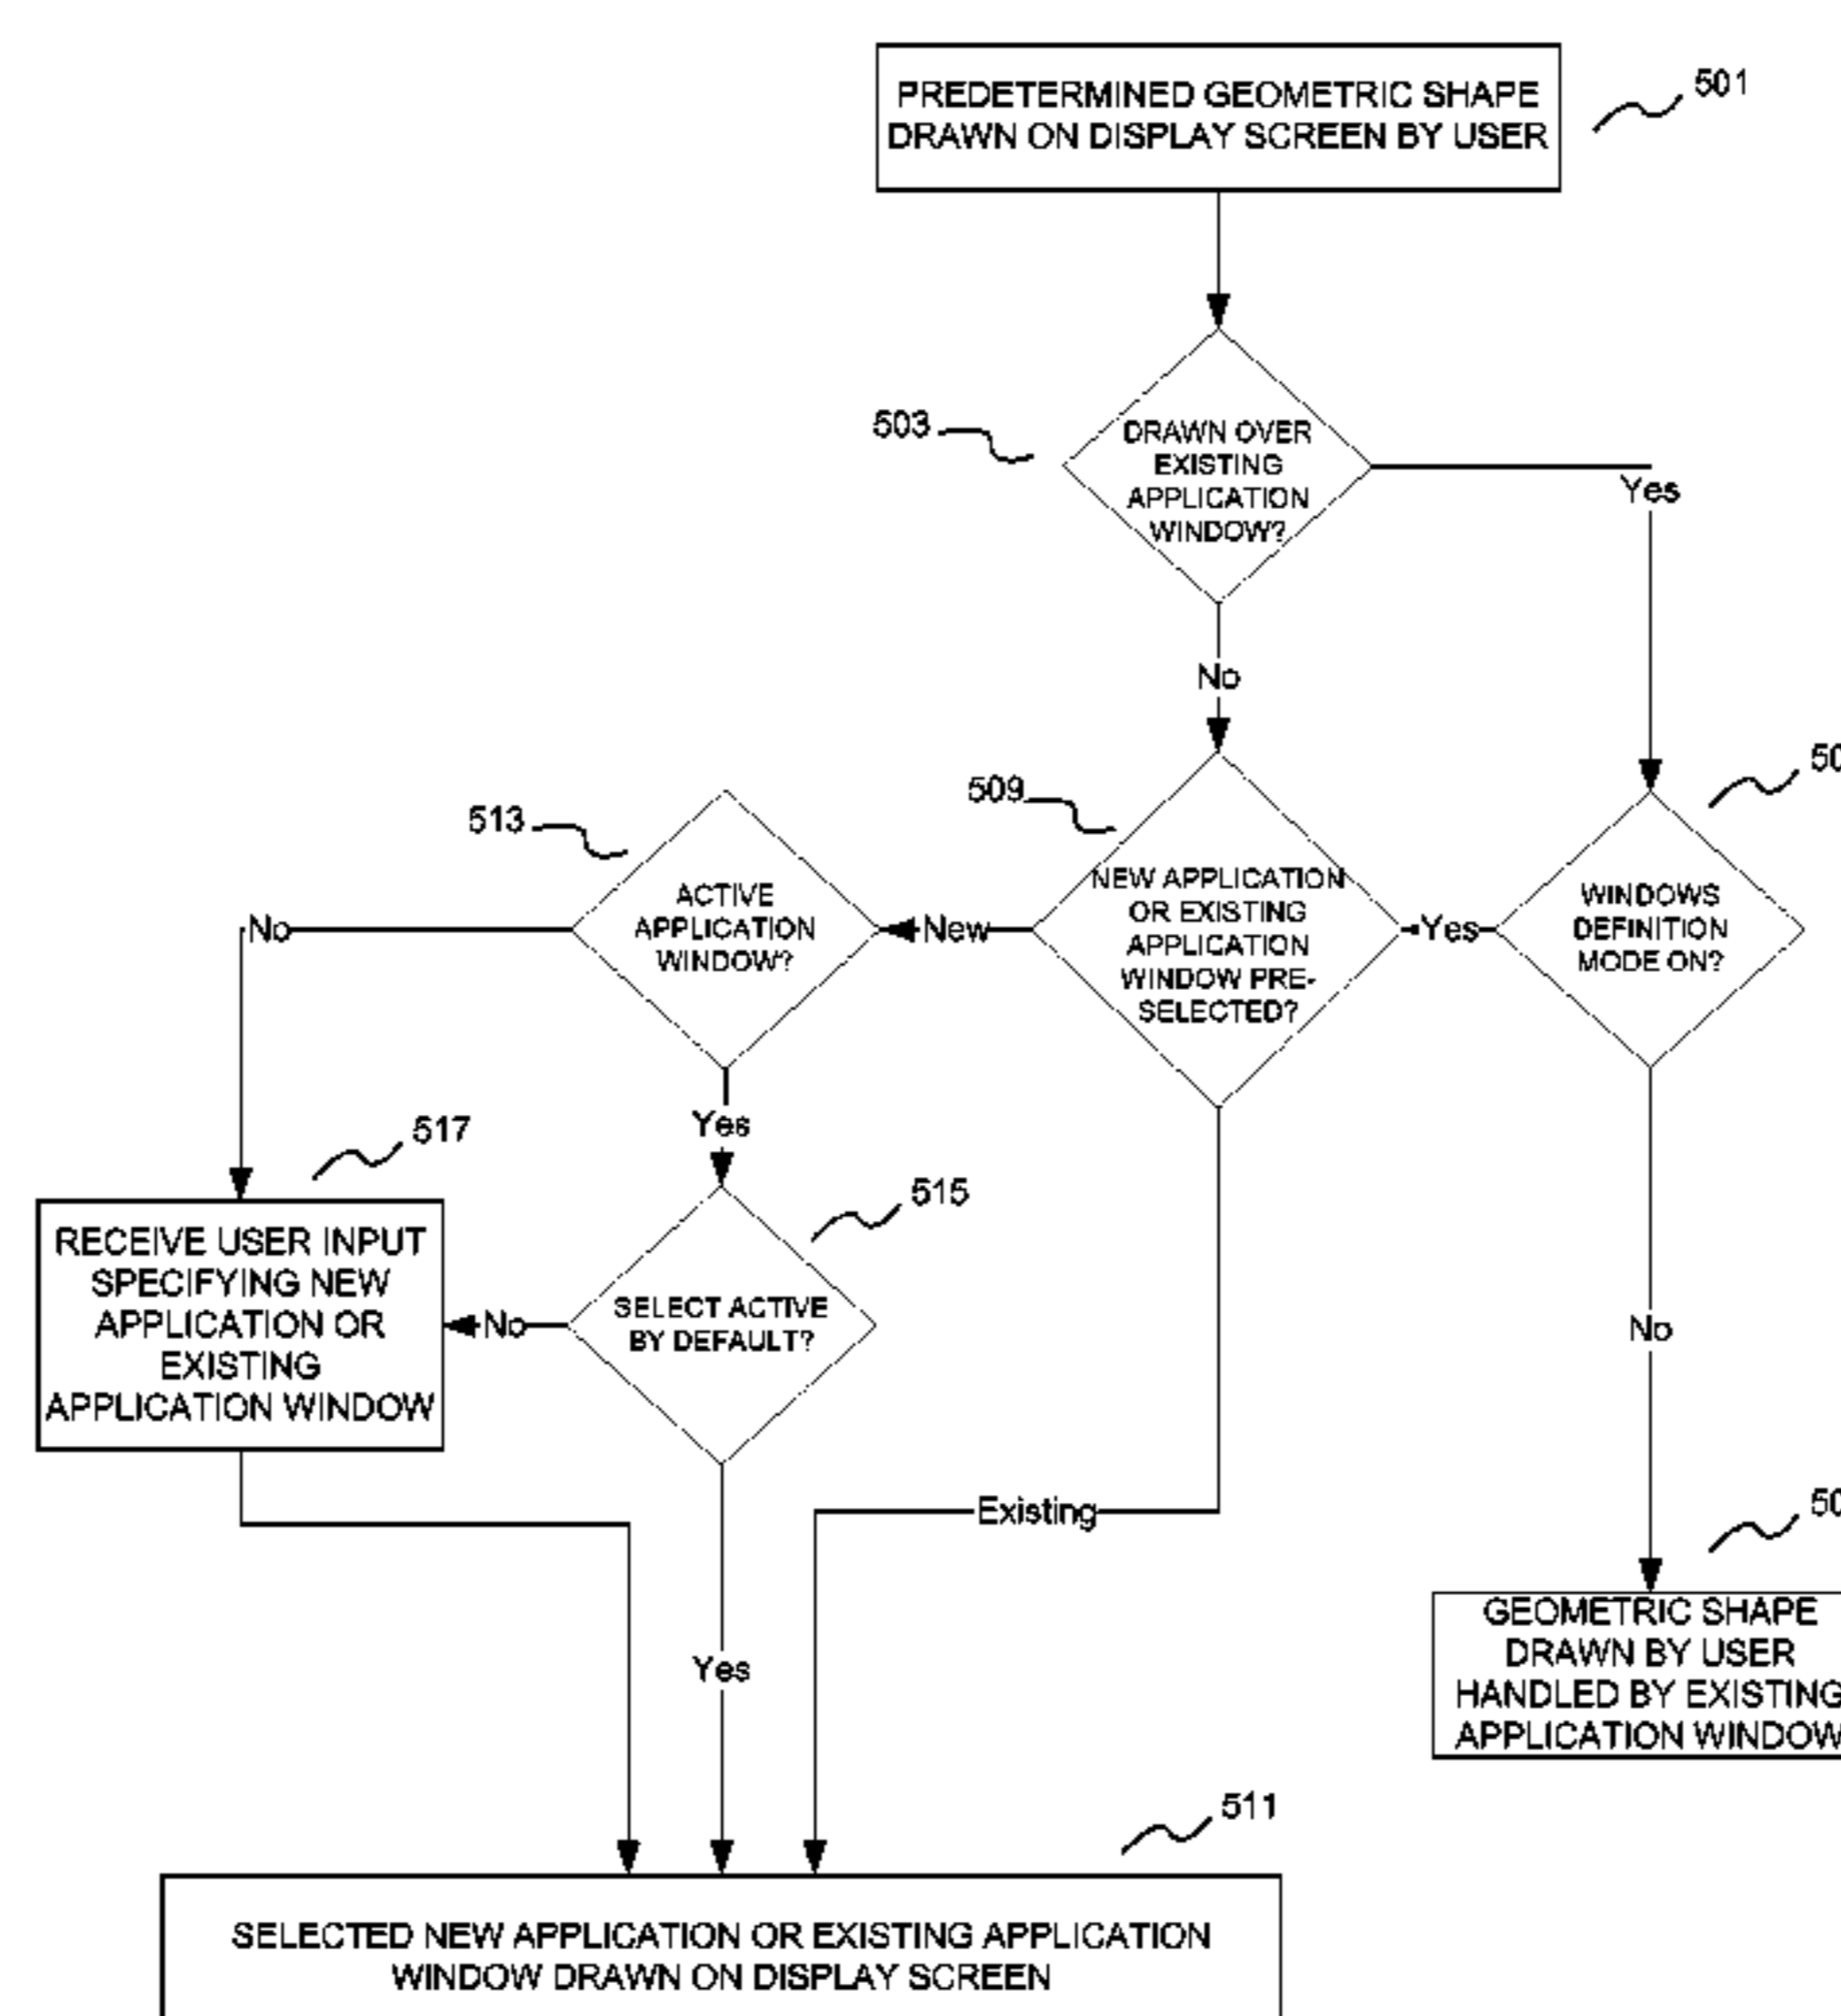 PREDETERMINED GEOMETRIC SHAPE
DRAWN ON DISPLAY SCREEN BY USER
501
503
DRAWN OVER
EXISTING
APPLICATION
WINDOW?
Yes
No
50
513
509
ACTIVE
APPLICATION
WINDOW?
NEW APPLICATION
OR EXISTING
APPLICATION
WINDOW PRE-
SELECTED?
WINDOWS
DEFINITION
MODE ON?
No
New
Yes
Yes
517
515
RECEIVE USER INPUT
SPECIFYING NEW
APPLICATION OR
EXISTING
APPLICATION WINDOW
No
SELECT ACTIVE
BY DEFAULT?
No
Existing
50
Yes
GEOMETRIC SHAPE
DRAWN BY USER
HANDLED BY EXISTING
APPLICATION WINDOW
511
SELECTED NEW APPLICATION OR EXISTING APPLICATION
WINDOW DRAWN ON DISPLAY SCREEN